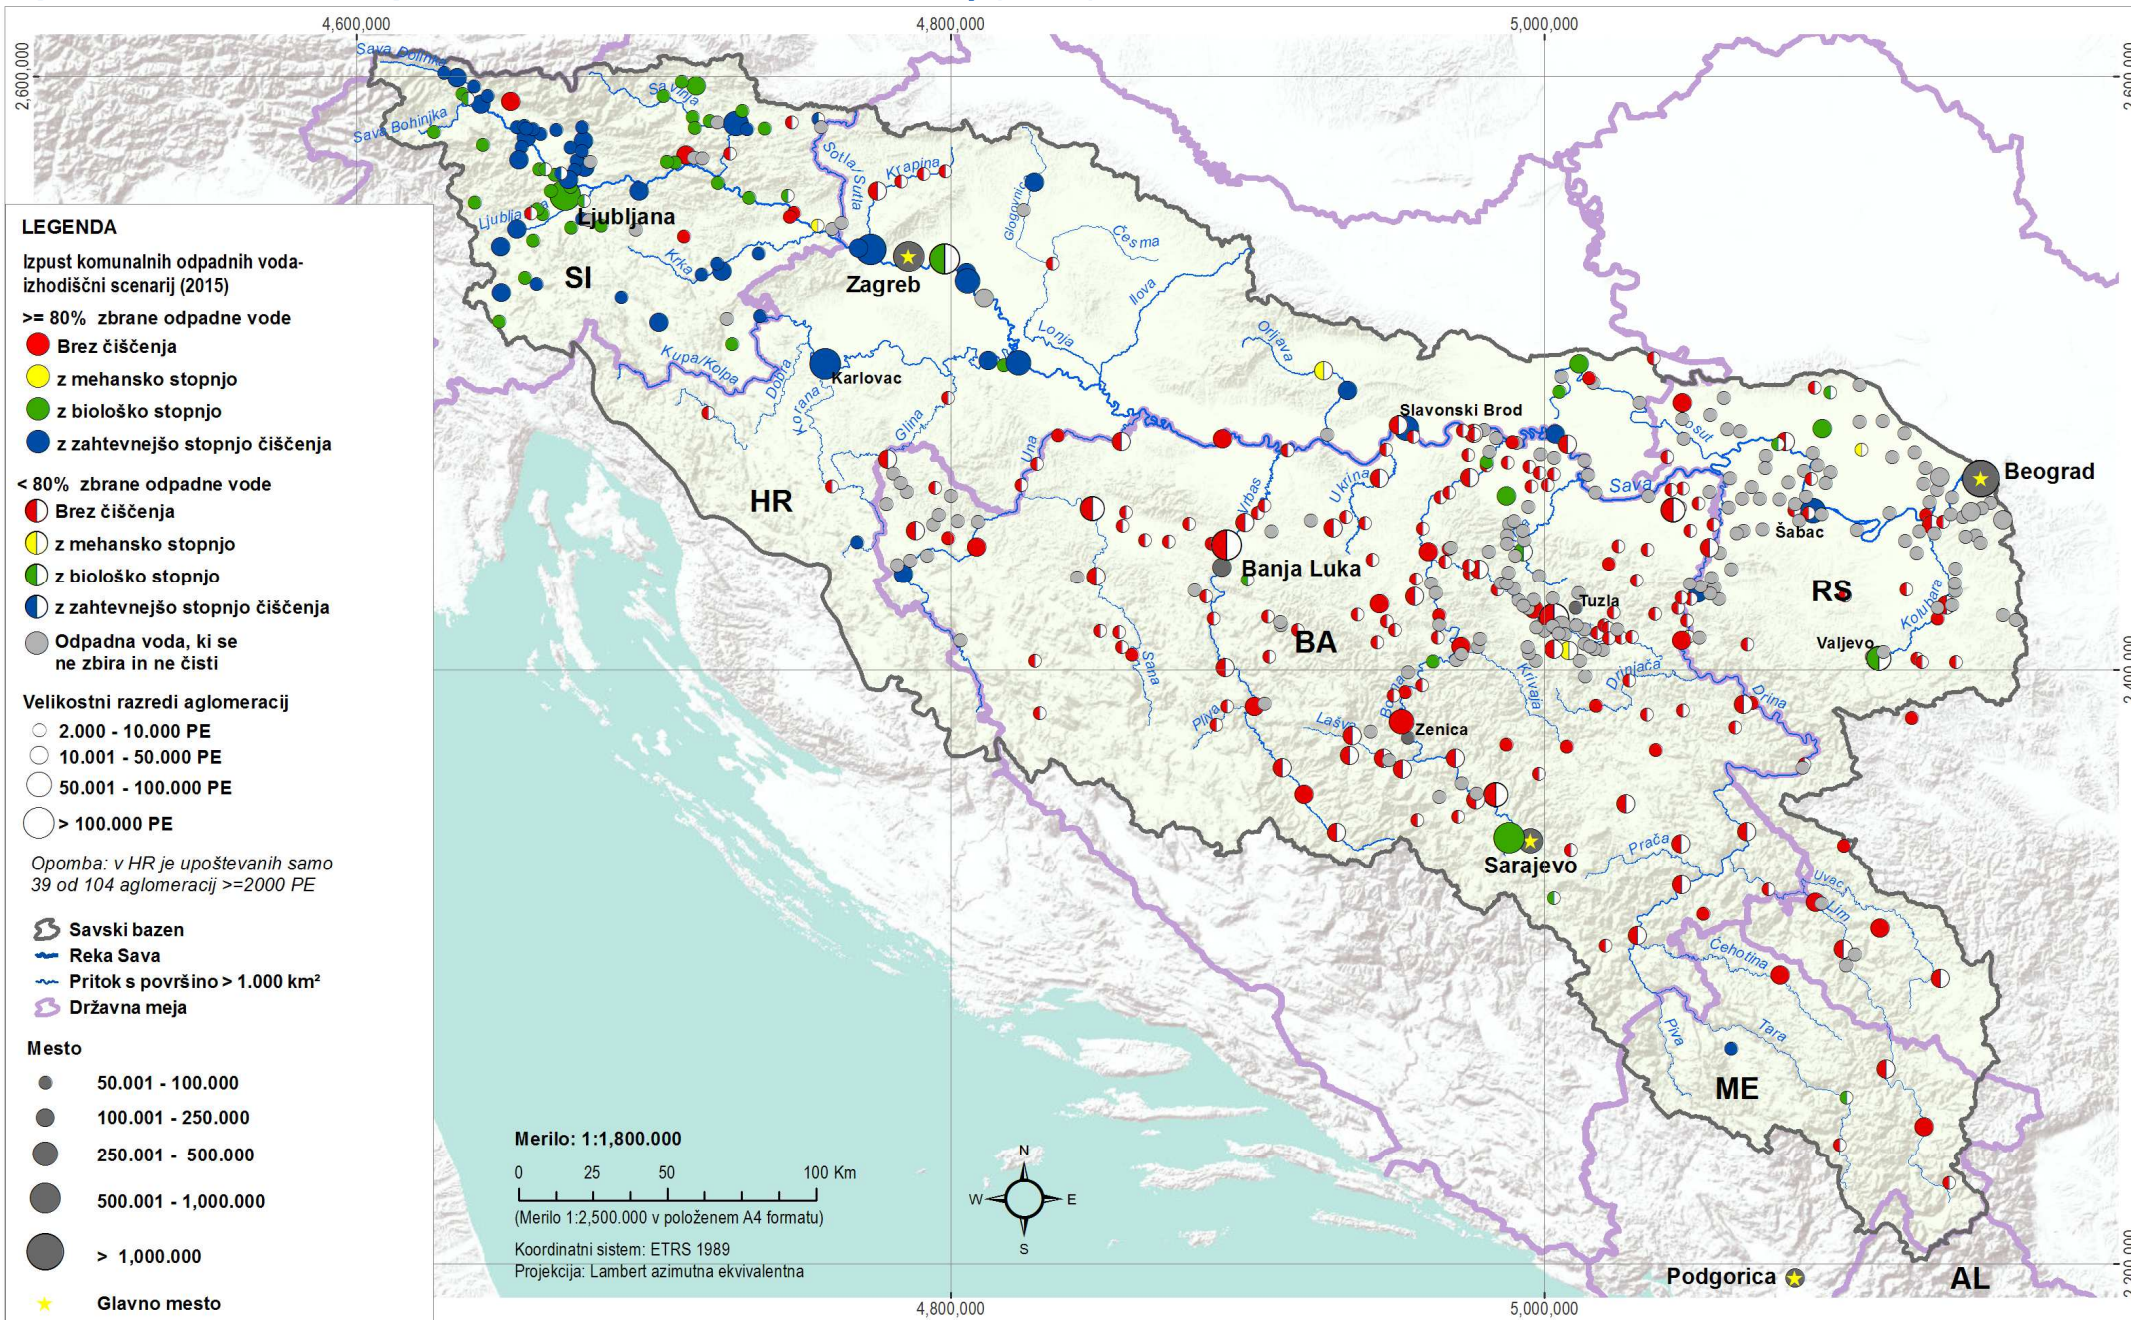 4,600,000
4,800,000
5,000,000
2,600,000
2,600,000
LEGENDA
Izpust komunalnih odpadnih voda-
izhodiščni scenarij (2015)
>= 80% zbrane odpadne vode
Brez čiščenja
z mehansko stopnjo
z biološko stopnjo
z zahtevnejšo stopnjo čiščenja
< 80% zbrane odpadne vode
Brez čiščenja
z mehansko stopnjo
z biološko stopnjo
z zahtevnejšo stopnjo čiščenja
Odpadna voda, ki se
ne zbira in ne čisti
Velikostni razredi aglomeracij
2.000 - 10.000 PE
10.001 - 50.000 PE
50.001 - 100.000 PE
> 100.000 PE
Opomba: v HR je upoštevanih samo
39 od 104 aglomeracij >=2000 PE
Savski bazen
Reka Sava
Pritok s površino > 1.000 km²
Državna meja
Mesto
50.001 - 100.000
100.001 - 250.000
250.001 - 500.000
500.001 - 1,000.000
> 1,000.000
Glavno mesto
Sava Dolinka
Sava Bohinjka
Savinja
Sotla / Sutla
Krapina
Glogovnica
Česma
Ilova
Lonja
Ljubljana
SI
Krka
Zagreb
Kupa/Kolpa
Dobra
Korana
Karlovac
Glina
Orljava
Slavonski Brod
HR
Una
Vrbas
Ukrina
Sava
Beograd
Šabac
RS
Kolubara
Valjevo
Banja Luka
BA
Tuzla
Sana
Pliva
Lašva
Zenica
Krivaja
Drinjača
Drina
Sarajevo
Prača
Uvac
Lim
Čehotina
Piva
Tara
ME
Podgorica
AL
Merilo: 1:1,800.000
0 25 50 100 Km
(Merilo 1:2,500.000 v položenem A4 formatu)
Koordinatni sistem: ETRS 1989
Projekcija: Lambert azimutna ekvivalentna
N
W E
S
4,800,000
5,000,000